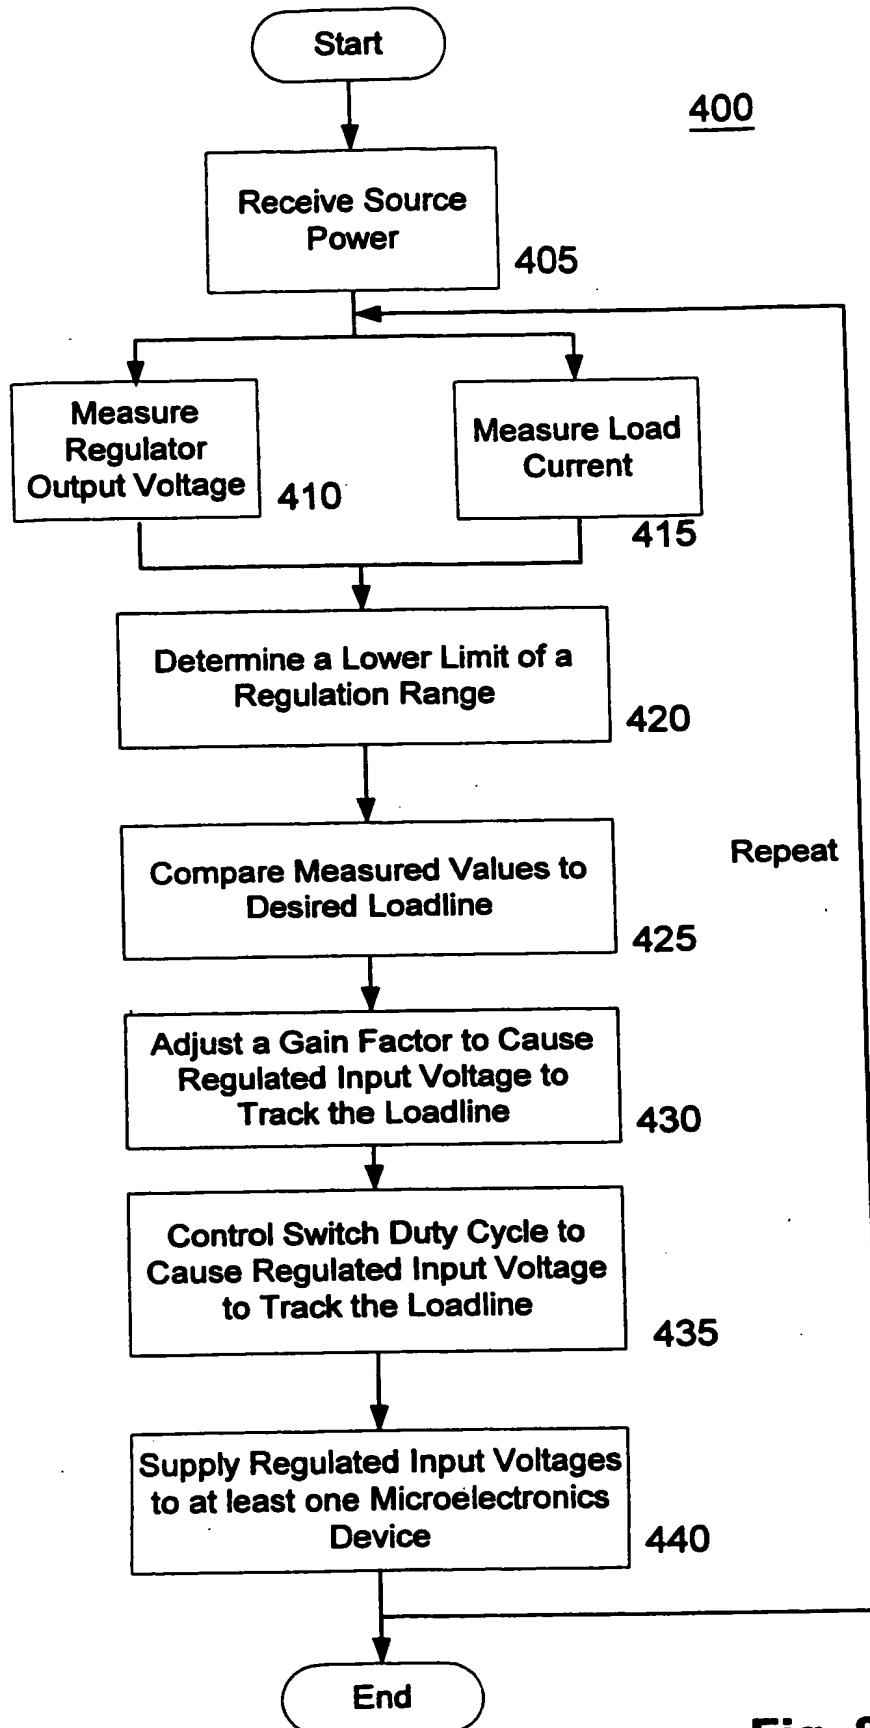 Start
400
Receive Source
Power
405
Measure
Regulator
Output Voltage
410
Measure Load
Current
415
Determine a Lower Limit of a
Regulation Range
420
Compare Measured Values to
Desired Loadline
425
Repeat
Adjust a Gain Factor to Cause
Regulated Input Voltage to
Track the Loadline
430
Control Switch Duty Cycle to
Cause Regulated Input Voltage
to Track the Loadline
435
Supply Regulated Input Voltages
to at least one Microelectronics
Device
440
End
Fig.